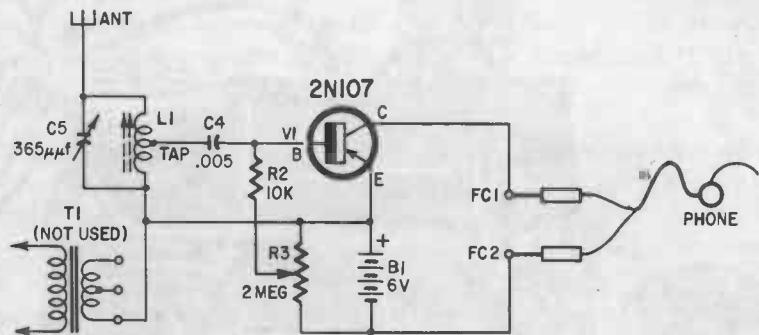 ANT
2N107
C5
365µµf
L1
TAP
C4
.005
V1
B
C
E
R2
10K
FC1
PHONE
T1
(NOT USED)
R3
2 MEG
+
B1
6V
FC2